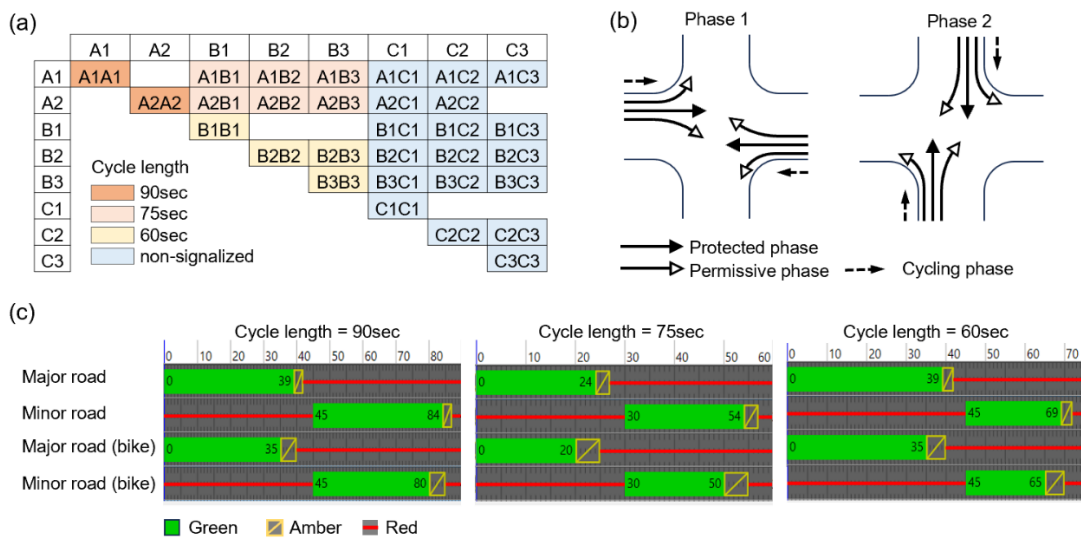 (a)
A1 A2 B1 B2 B3 C1 C2 C3
A1 A1A1 A1B1 A1B2 A1B3 A1C1 A1C2 A1C3
A2 A2A2 A2B1 A2B2 A2B3 A2C1 A2C2
B1 B1B1 B1C1 B1C2 B1C3
B2 B2B2 B2B3 B2C1 B2C2 B2C3
B3 B3B3 B3C1 B3C2 B3C3
C1 C1C1
C2 C2C2 C2C3
C3 C3C3
Cycle length
90sec
75sec
60sec
non-signalized
(b)
Phase 1 Phase 2
Protected phase
Permissive phase Cycling phase
(c)
Cycle length = 90sec Cycle length = 75sec Cycle length = 60sec
0 10 20 30 40 50 60 70 80 0 10 20 30 40 50 60 0 10 20 30 40 50 60 70
Major road 0 39 0 24 0 39
Minor road 45 84 30 54 45 69
Major road (bike) 0 35 0 20 0 35
Minor road (bike) 45 80 30 50 45 65
Green Amber Red